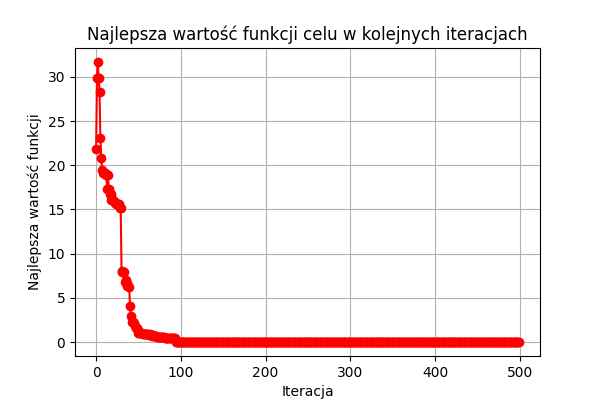 Najlepsza wartość funkcji celu w kolejnych iteracjach
Najlepsza wartość funkcji
30
25
20
15
10
5
0
0 100 200 300 400 500
Iteracja